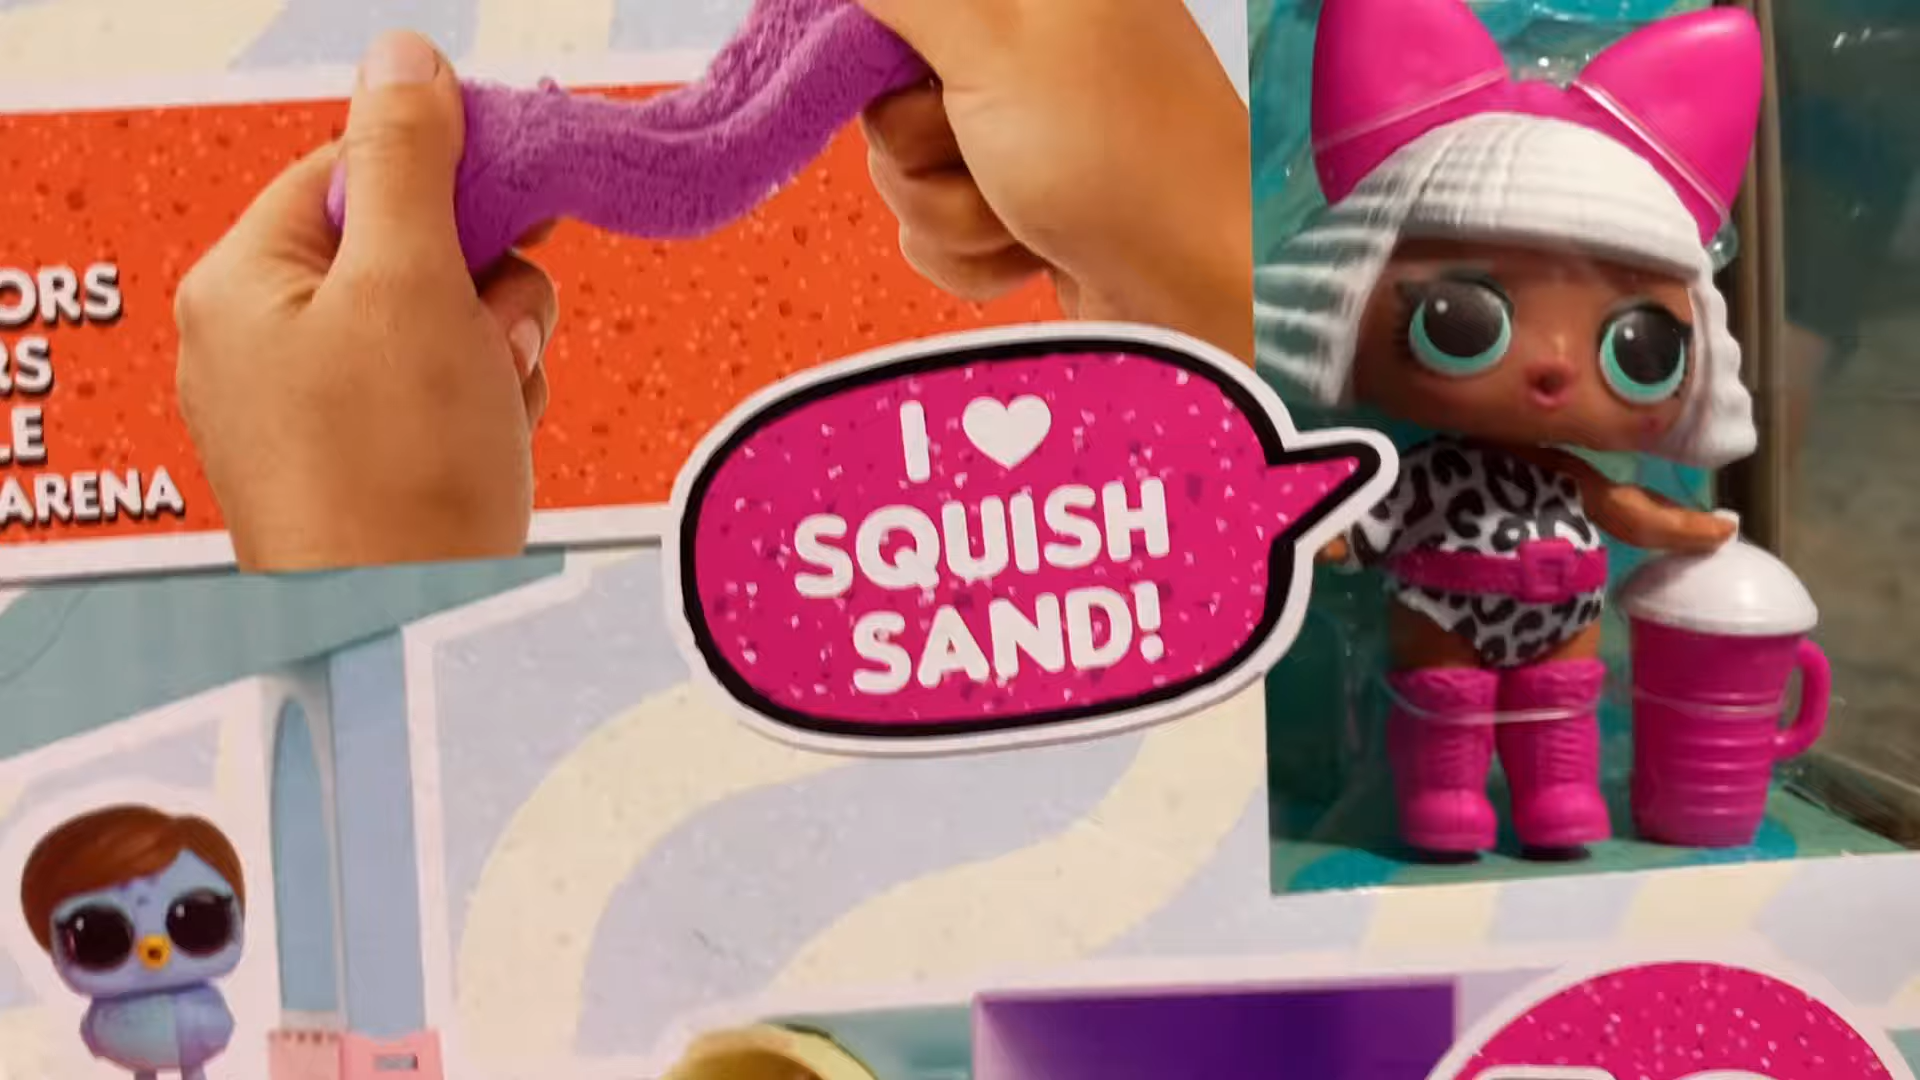 ORS
RS
LE
ARENA
I ♥
SQUISH
SAND!